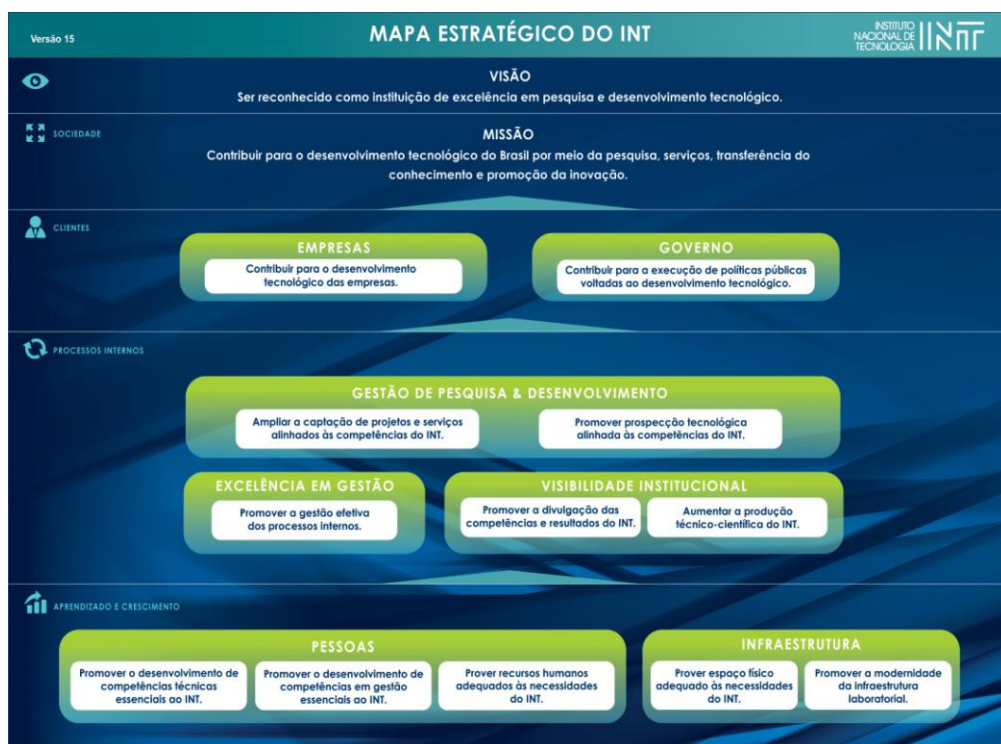 Versão 15
MAPA ESTRATÉGICO DO INT
INSTITUTO
NACIONAL DE
TECNOLOGIA
INT
VISÃO
Ser reconhecido como instituição de excelência em pesquisa e desenvolvimento tecnológico.
SOCIEDADE
MISSÃO
Contribuir para o desenvolvimento tecnológico do Brasil por meio da pesquisa, serviços, transferência do
conhecimento e promoção da inovação.
CLIENTES
EMPRESAS
Contribuir para o desenvolvimento
tecnológico das empresas.
GOVERNO
Contribuir para a execução de políticas públicas
voltadas ao desenvolvimento tecnológico.
PROCESSOS INTERNOS
GESTÃO DE PESQUISA & DESENVOLVIMENTO
Ampliar a captação de projetos e serviços
alinhados às competências do INT.
Promover prospecção tecnológica
alinhada às competências do INT.
EXCELÊNCIA EM GESTÃO
Promover a gestão efetiva
dos processos internos.
VISIBILIDADE INSTITUCIONAL
Promover a divulgação das
competências e resultados do INT.
Aumentar a produção
técnico-científica do INT.
APRENDIZADO E CRESCIMENTO
PESSOAS
Promover o desenvolvimento de
competências técnicas
essenciais ao INT.
Promover o desenvolvimento de
competências em gestão
essenciais ao INT.
Prover recursos humanos
adequados às necessidades
do INT.
INFRAESTRUTURA
Prover espaço físico
adequado às necessidades
do INT.
Promover a modernidade
da infraestrutura
laboratorial.